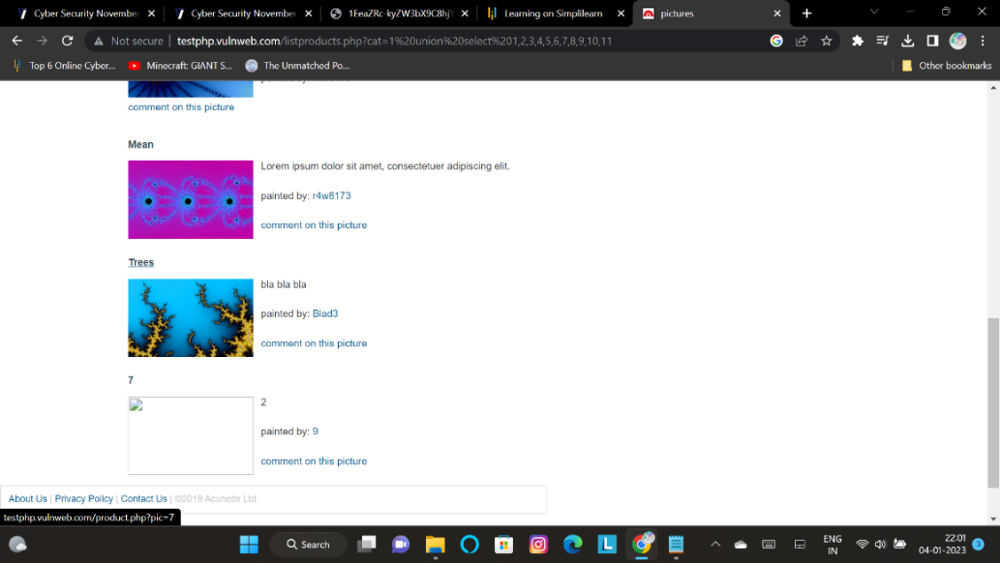 Cyber Security November
Cyber Security November
1EeaZRc-kyZW3bX9C8hj
Learning on Simplilearn
pictures
Not secure | testphp.vulnweb.com/listproducts.php?cat=1%20union%20select%201,2,3,4,5,6,7,8,9,10,11
Top 6 Online Cyber...
Minecraft: GIANT S...
The Unmatched Po...
Other bookmarks
comment on this picture
Mean
Lorem ipsum dolor sit amet, consectetuer adipiscing elit.
painted by: r4w8173
comment on this picture
Trees
bla bla bla
painted by: Blad3
comment on this picture
7
2
painted by: 9
comment on this picture
About Us | Privacy Policy | Contact Us | ©2019 Acunetix Ltd
testphp.vulnweb.com/product.php?pic=7
Search
ENG
IN
22:01
04-01-2023
3